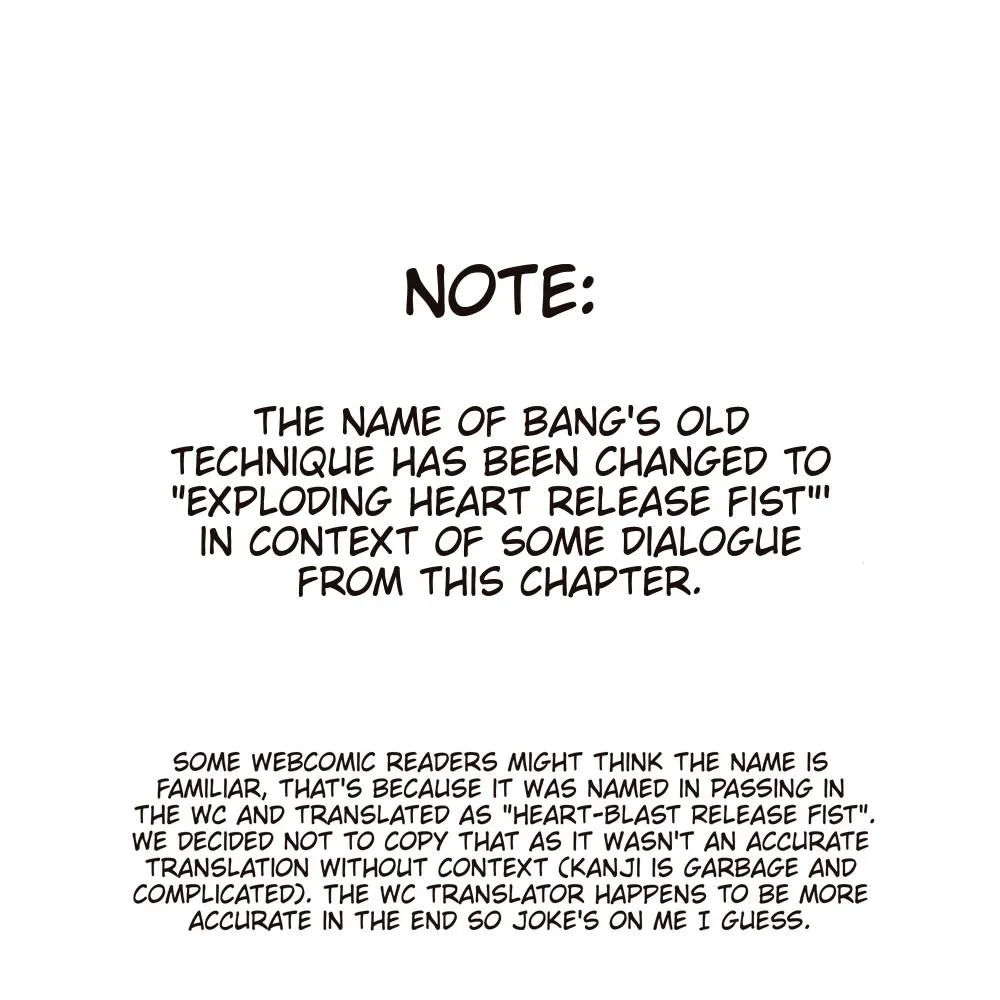 NOTE:
THE NAME OF BANG'S OLD
TECHNIQUE HAS BEEN CHANGED TO
"EXPLODING HEART RELEASE FIST"'
IN CONTEXT OF SOME DIALOGUE
FROM THIS CHAPTER.
SOME WEBCOMIC READERS MIGHT THINK THE NAME IS
FAMILIAR, THAT'S BECAUSE IT WAS NAMED IN PASSING IN
THE WC AND TRANSLATED AS "HEART-BLAST RELEASE FIST".
WE DECIDED NOT TO COPY THAT AS IT WASN'T AN ACCURATE
TRANSLATION WITHOUT CONTEXT (KANJI IS GARBAGE AND
COMPLICATED). THE WC TRANSLATOR HAPPENS TO BE MORE
ACCURATE IN THE END SO JOKE'S ON ME I GUESS.